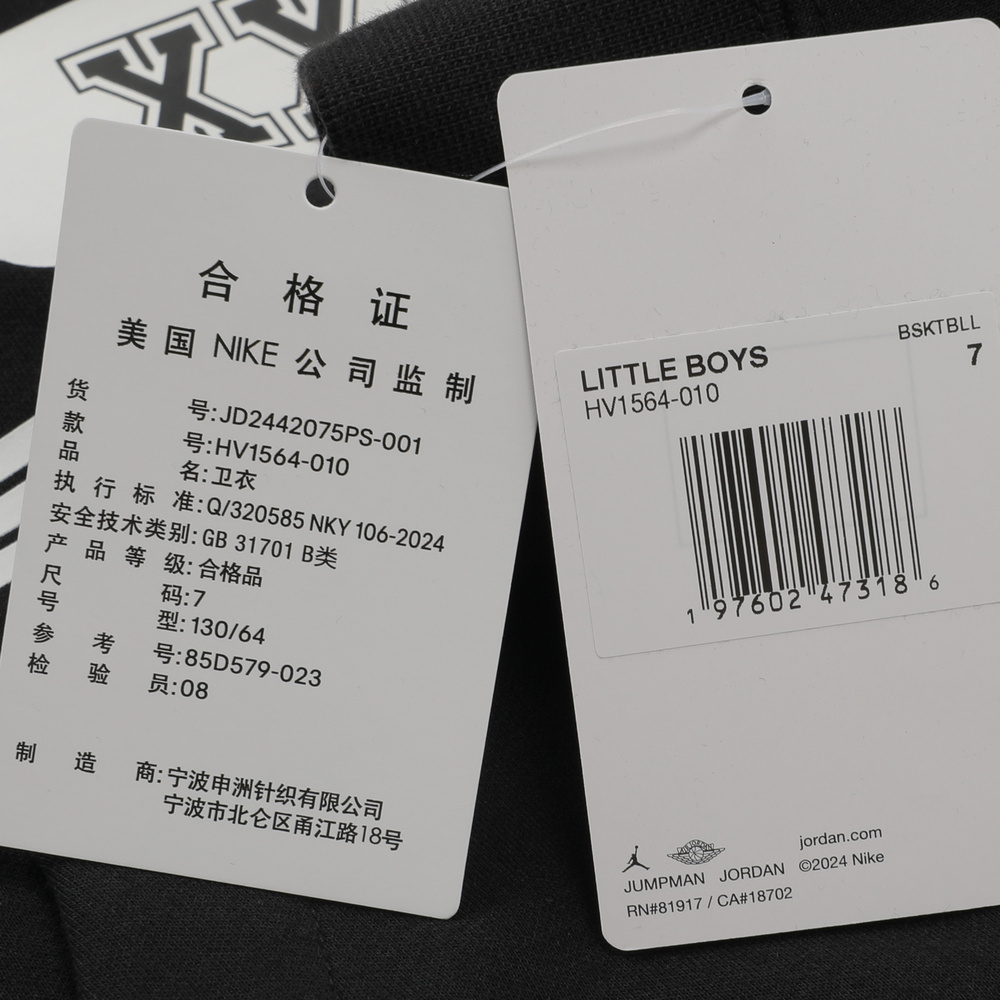 XV
合格证
美国NIKE公司监制
货号:JD2442075PS-001
款号:HV1564-010
品名:卫衣
执行标准:Q/320585 NKY 106-2024
安全技术类别:GB 31701 B类
产品等级:合格品
尺码:7
号型:130/64
参考号:85D579-023
检验员:08
制造商:宁波申洲针织有限公司
宁波市北仑区甬江路18号
BSKTBLL
LITTLE BOYS 7
HV1564-010
1 97602 47318 6
JUMPMAN JORDAN
jordan.com
©2024 Nike
RN#81917 / CA#18702